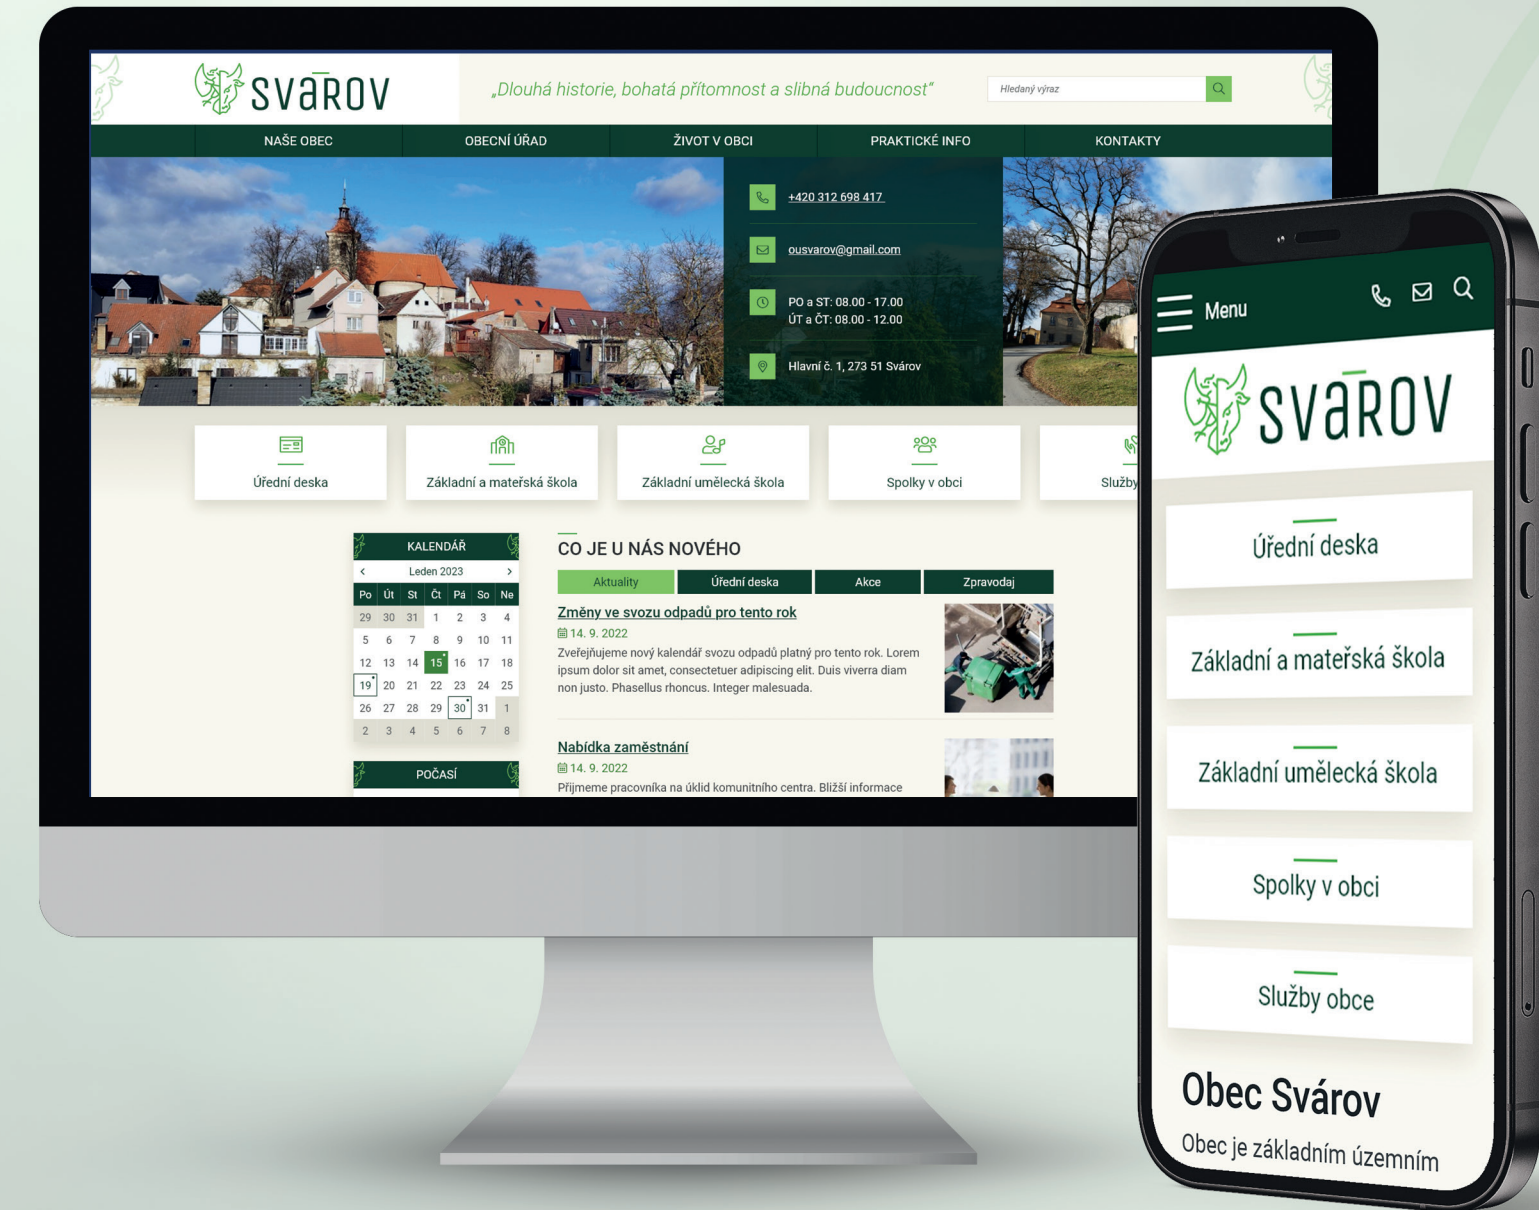 SVĀROV
„Dlouhá historie, bohatá přítomnost a slibná budoucnost“
Hledaný výraz
NAŠE OBEC
OBECNÍ ÚŘAD
ŽIVOT V OBCI
PRAKTICKÉ INFO
KONTAKTY
+420 312 698 417
ousvarov@gmail.com
PO a ST: 08.00 - 17.00
ÚT a ČT: 08.00 - 12.00
Hlavní č. 1, 273 51 Svárov
Úřední deska
Základní a mateřská škola
Základní umělecká škola
Spolky v obci
Služby
KALENDÁŘ
Leden 2023
Po Út St Čt Pá So Ne
29 30 31 1 2 3 4
5 6 7 8 9 10 11
12 13 14 15 16 17 18
19 20 21 22 23 24 25
26 27 28 29 30 31 1
2 3 4 5 6 7 8
POČASÍ
CO JE U NÁS NOVÉHO
Aktuality
Úřední deska
Akce
Zpravodaj
Změny ve svozu odpadů pro tento rok
14. 9. 2022
Zveřejňujeme nový kalendář svozu odpadů platný pro tento rok. Lorem
ipsum dolor sit amet, consectetuer adipiscing elit. Duis viverra diam
non justo. Phasellus rhoncus. Integer malesuada.
Nabídka zaměstnání
14. 9. 2022
Přijmeme pracovníka na úklid komunitního centra. Bližší informace
Menu
SVĀROV
Úřední deska
Základní a mateřská škola
Základní umělecká škola
Spolky v obci
Služby obce
Obec Svárov
Obec je základním územním